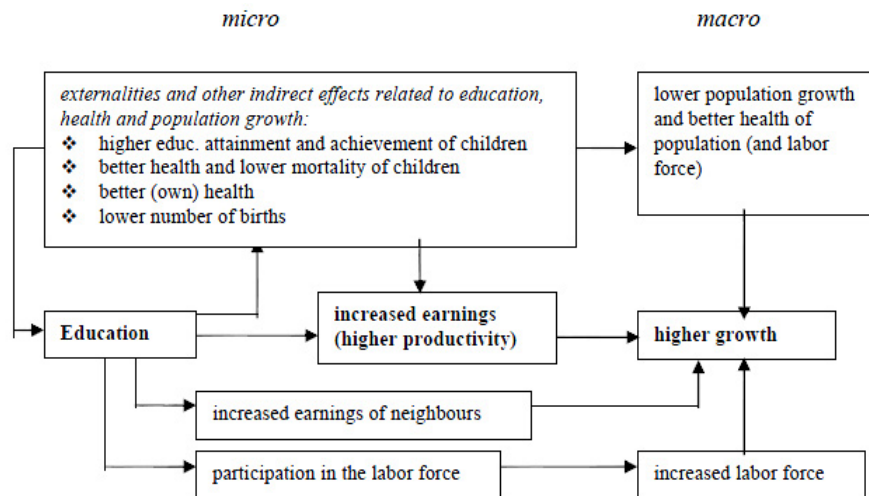 micro
macro
externalities and other indirect effects related to education,
health and population growth:
❖ higher educ. attainment and achievement of children
❖ better health and lower mortality of children
❖ better (own) health
❖ lower number of births
lower population growth
and better health of
population (and labor
force)
Education
increased earnings
(higher productivity)
higher growth
increased earnings of neighbours
participation in the labor force
increased labor force